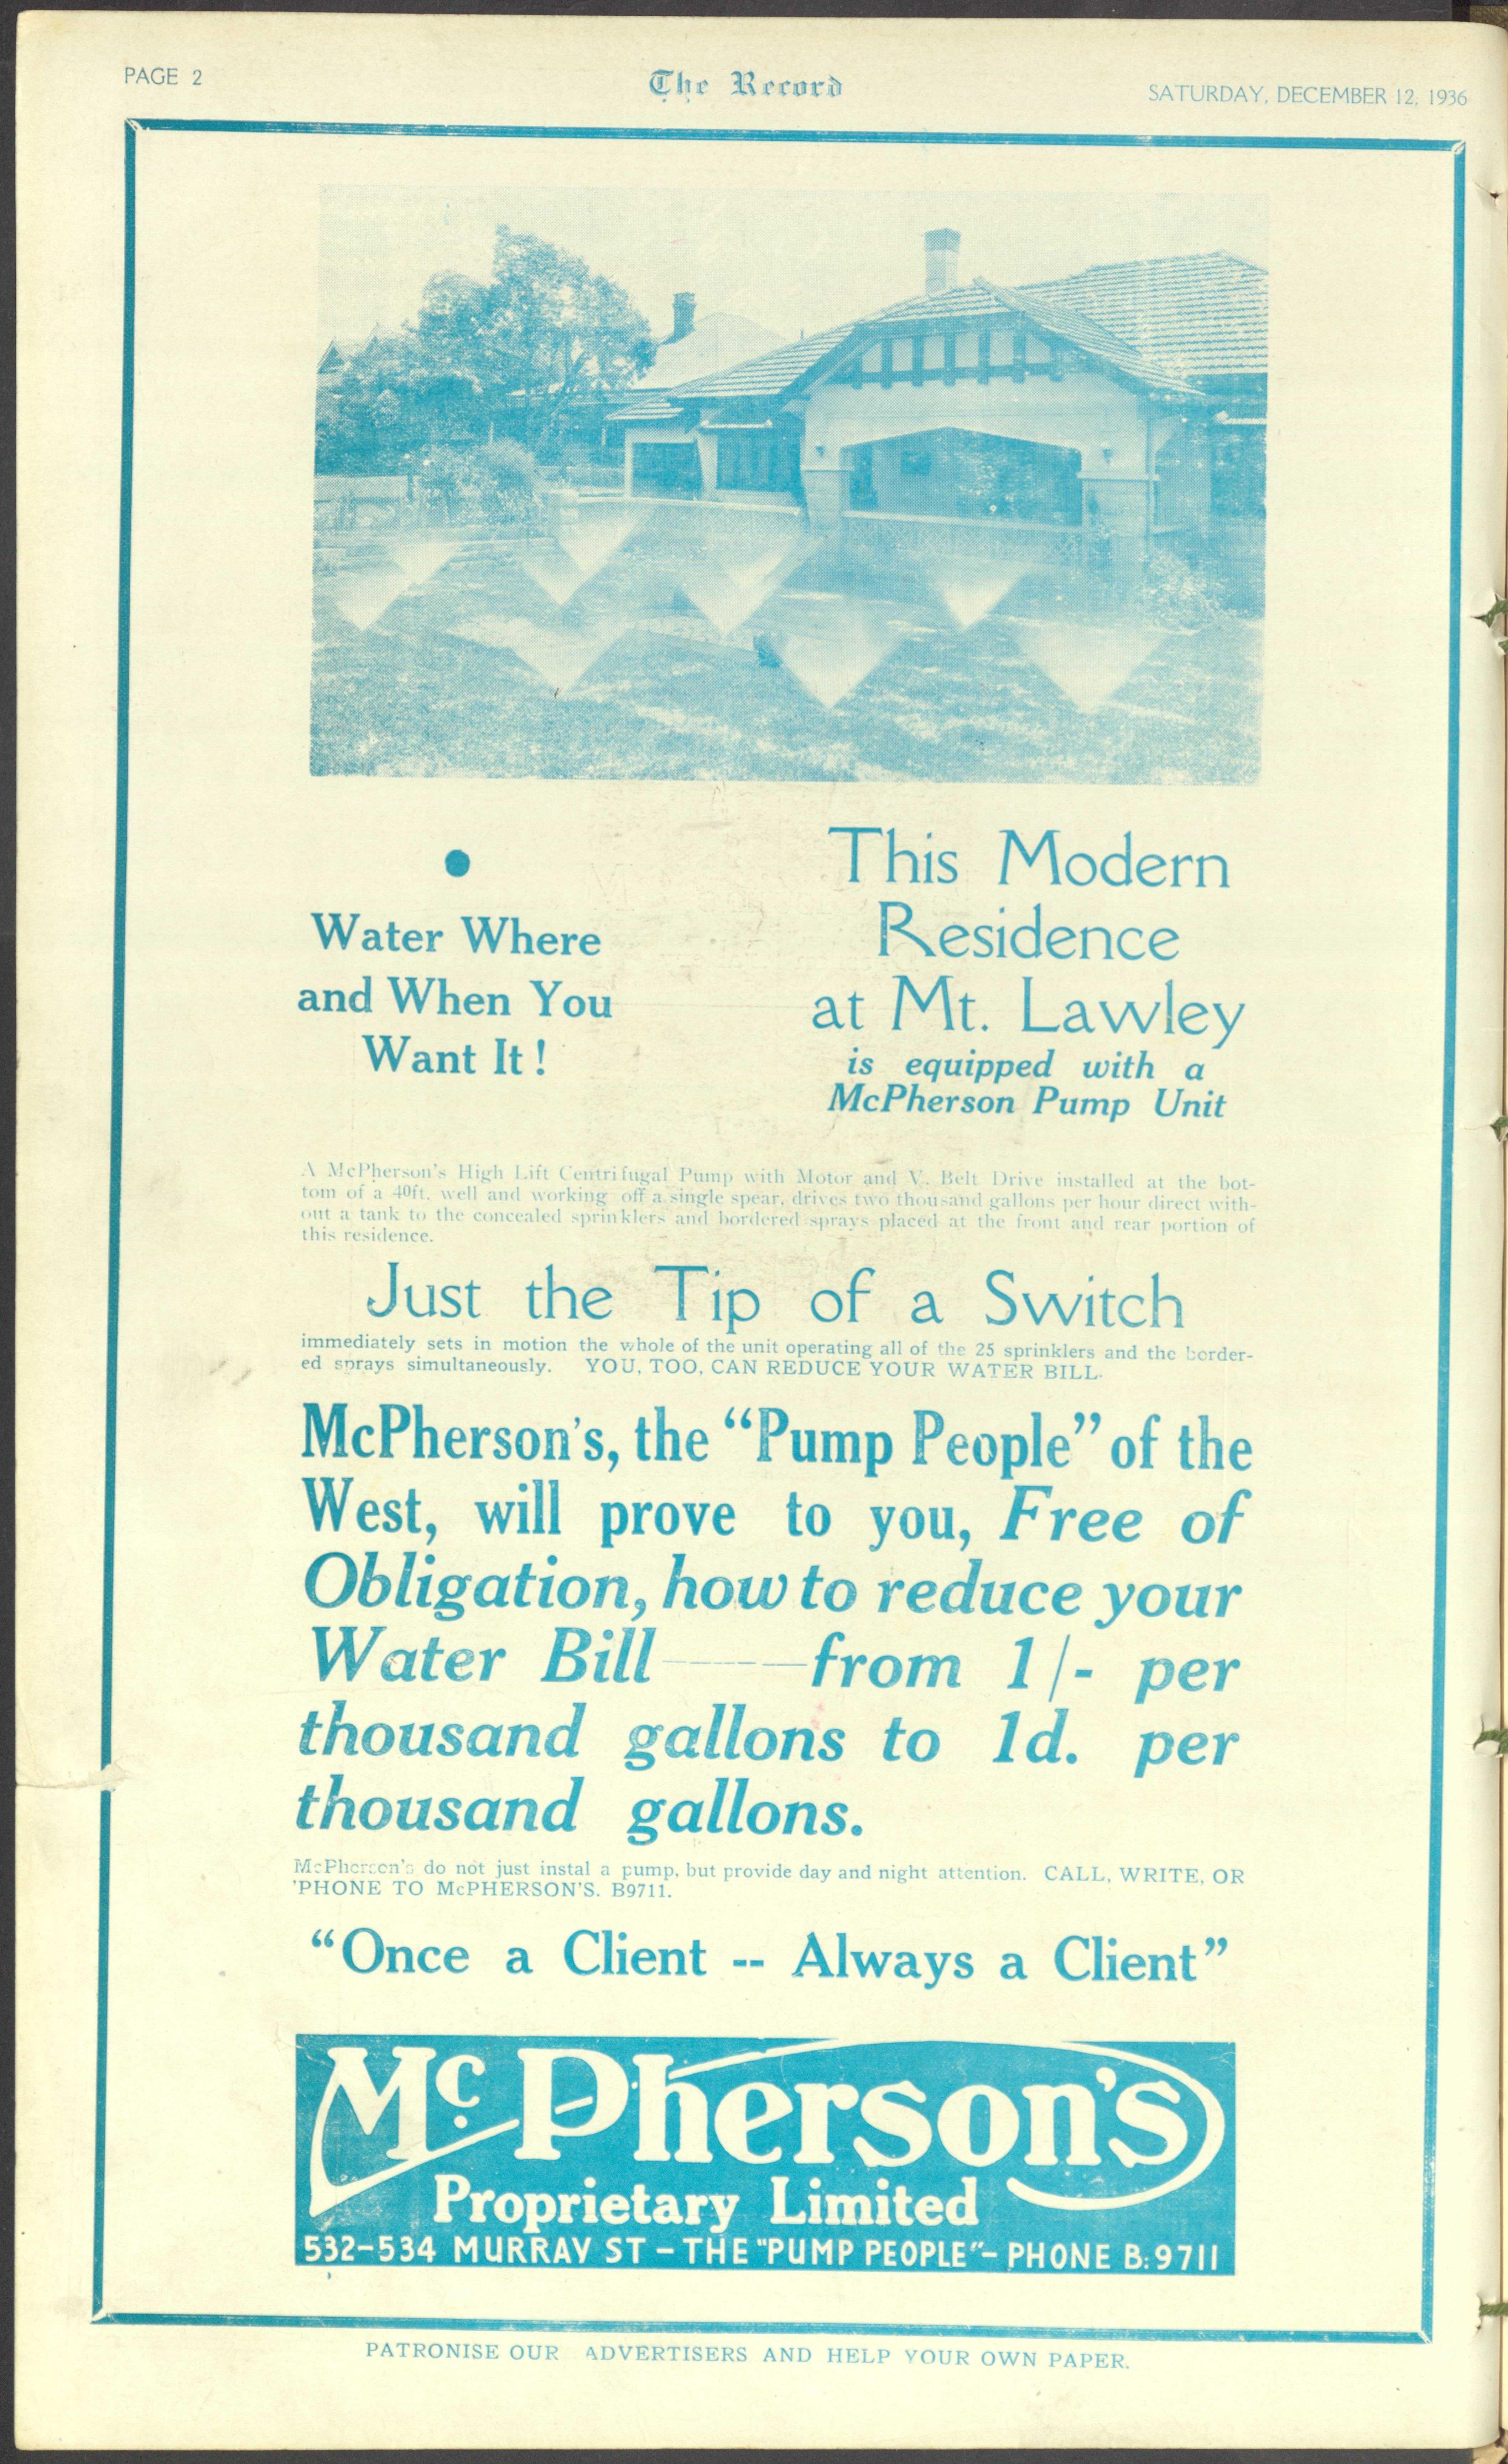 PAGE 2
The Record
SATURDAY, DECEMBER 12, 1936
Water Where
and When You
Want It!
This Modern
Residence
at Mt. Lawley
is equipped with a
McPherson Pump Unit
A McPherson's High Lift Centrifugal Pump with Motor and V. Belt Drive installed at the bot-
tom of a 40ft. well and working off a single spear, drives two thousand gallons per hour direct with-
out a tank to the concealed sprinklers and bordered sprays placed at the front and rear portion of
this residence.
Just the Tip of a Switch
immediately sets in motion the whole of the unit operating all of the 25 sprinklers and the border-
ed sprays simultaneously. YOU, TOO, CAN REDUCE YOUR WATER BILL.
McPherson's, the "Pump People" of the
West, will prove to you, Free of
Obligation, how to reduce your
Water Bill——from 1/- per
thousand gallons to 1d. per
thousand gallons.
McPherson's do not just instal a pump, but provide day and night attention. CALL, WRITE, OR
'PHONE TO McPHERSON'S. B9711.
"Once a Client -- Always a Client"
McPherson's
Proprietary Limited
532-534 MURRAY ST - THE "PUMP PEOPLE" - PHONE B:9711
PATRONISE OUR ADVERTISERS AND HELP YOUR OWN PAPER.